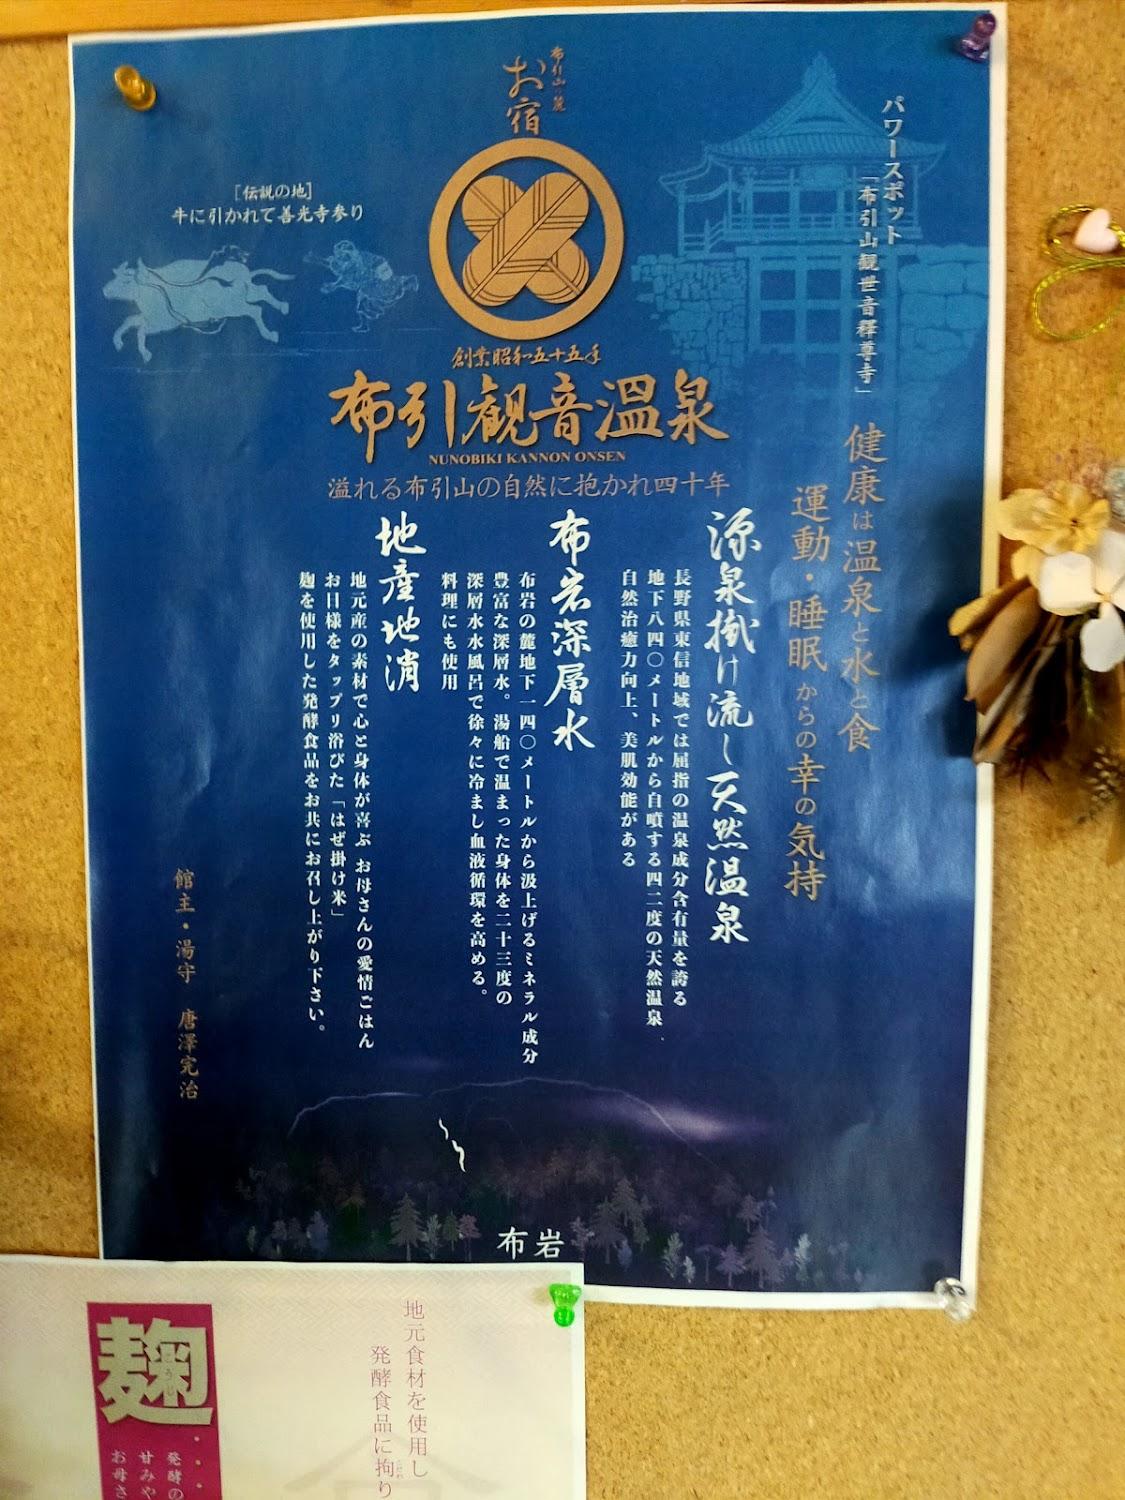 布引山の麓
お宿
パワースポット
「布引山観世音釋尊寺」
［伝説の地］
牛に引かれて善光寺参り
創業昭和五十五年
布引観音温泉
NUNOBIKI KANNON ONSEN
溢れる布引山の自然に抱かれ四十年
健康は温泉と水と食
運動・睡眠からの幸の気持
源泉掛け流し天然温泉
長野県東信地域では屈指の温泉成分含有量を誇る
地下八四〇メートルから自噴する四二度の天然温泉
自然治癒力向上、美肌効能がある
布岩深層水
布岩の麓地下一四〇メートルから汲上げるミネラル成分
豊富な深層水。湯船で温まった身体を二十三度の
深層水水風呂で徐々に冷まし血液循環を高める。
料理にも使用
地産地消
地元産の素材で心と身体が喜ぶ お母さんの愛情ごはん
お日様をタップリ浴びた「はぜ掛け米」
麹を使用した発酵食品をお共にお召し上がり下さい。
館主・湯守 唐澤完治
布岩
地元食材を使用し
発酵食品に拘り
麹
発酵の
甘みや
お母さ